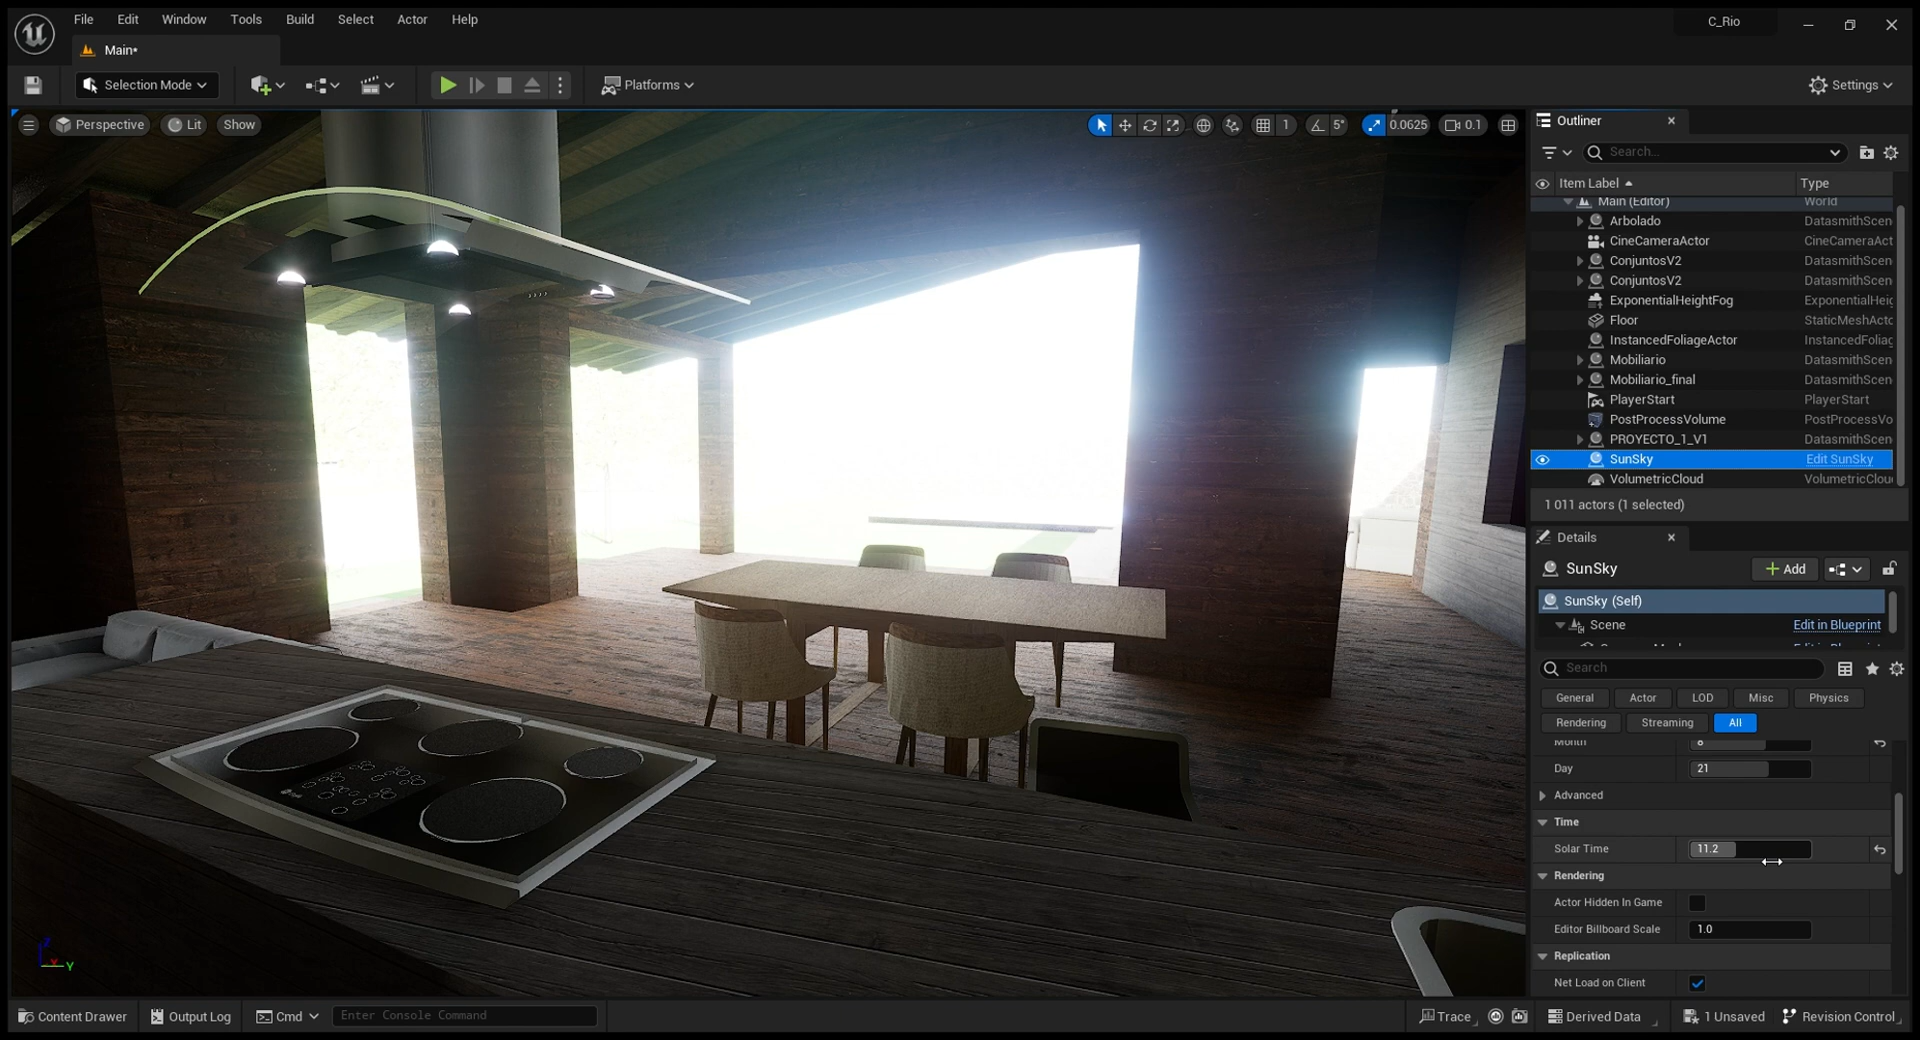 File Edit Window Tools Build Select Actor Help
C_Rio
Main•
Selection Mode
Platforms
Settings
Perspective Lit Show
1 5° 0.0625 0.1
Outliner
Search...
Item Label Type
Main (Editor) World
Arbolado DatasmithScen
CineCameraActor CineCameraAct
ConjuntosV2 DatasmithScen
ConjuntosV2 DatasmithScen
ExponentialHeightFog ExponentialHeig
Floor StaticMeshActo
InstancedFoliageActor InstancedFoliag
Mobiliario DatasmithScen
Mobiliario_final DatasmithScen
PlayerStart PlayerStart
PostProcessVolume PostProcessVo
PROYECTO_1_V1 DatasmithScen
SunSky Edit SunSky
VolumetricCloud VolumetricClou
1 011 actors (1 selected)
Details
SunSky
Add
SunSky (Self)
Scene Edit in Blueprint
Search
General Actor LOD Misc Physics
Rendering Streaming All
Month 8
Day 21
Advanced
Time
Solar Time 11.2
Rendering
Actor Hidden In Game
Editor Billboard Scale 1.0
Replication
Net Load on Client
Content Drawer Output Log Cmd Enter Console Command
Trace Derived Data 1 Unsaved Revision Control
Z
Y